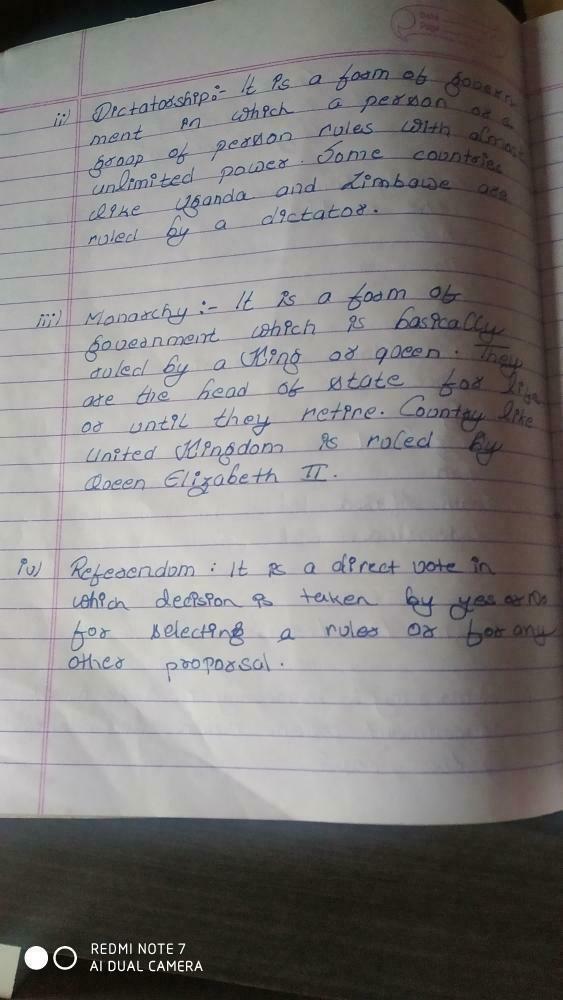 Date
Page
ii) Dictatorship:- It is a form of govern
ment in which a person or a
group of person rules with almost
unlimited power. Some countries
like Uganda and Zimbawe are
ruled by a dictator.
iii) Monarchy :- It is a form of
government which is basically
ruled by a King or queen. They
are the head of state for life
or until they retire. Country like
United Kingdom is ruled by
Queen Elizabeth II.
iv) Referendum : It is a direct vote in
which decision is taken by yes or No
for selecting a ruler or for any
other proporsal.
REDMI NOTE 7
AI DUAL CAMERA